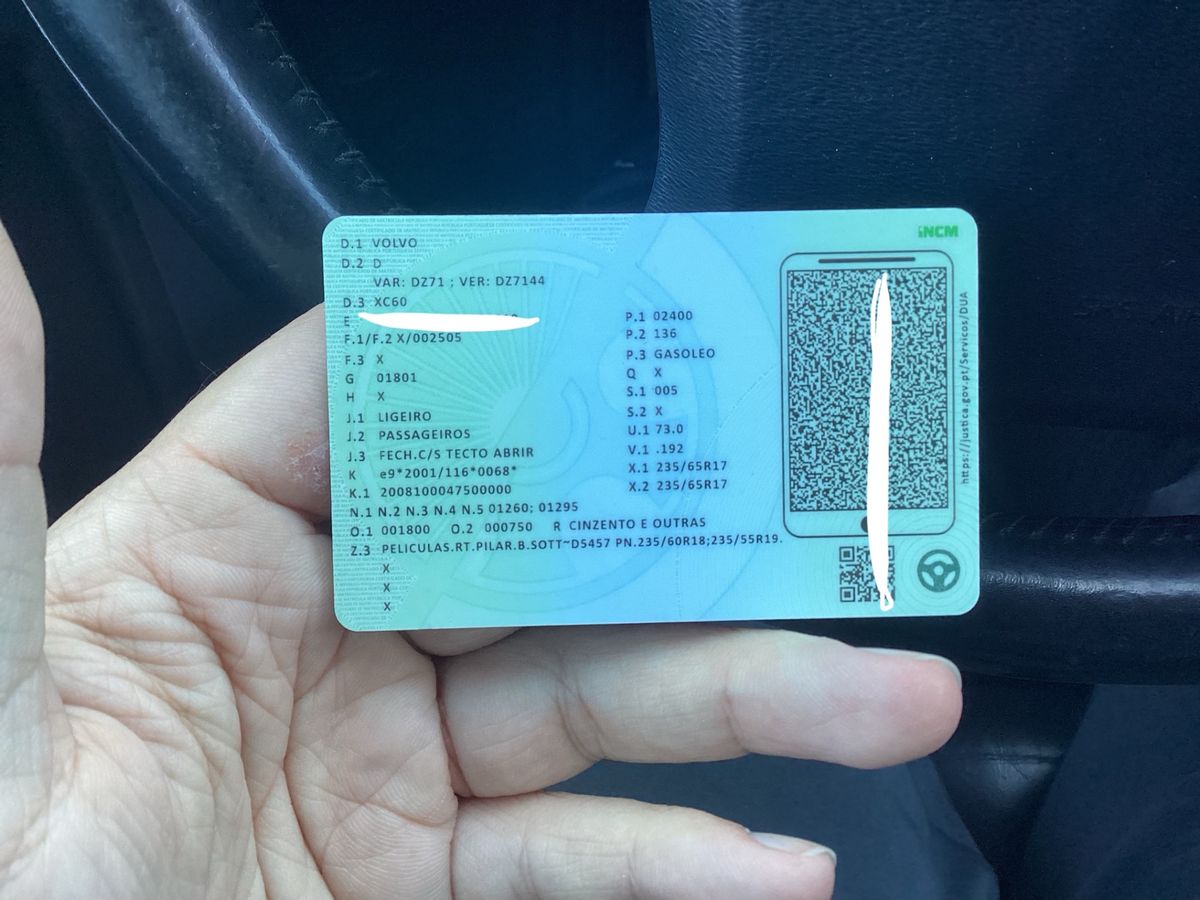 iNCM
D.1 VOLVO
D.2 D
VAR: DZ71 ; VER: DZ7144
D.3 XC60
F.1/F.2 X/002505
F.3 X
G 01801
H X
J.1 LIGEIRO
J.2 PASSAGEIROS
J.3 FECH.C/S TECTO ABRIR
K e9*2001/116*0068*
K.1 2008100047500000
N.1 N.2 N.3 N.4 N.5 01260; 01295
O.1 001800 O.2 000750 R CINZENTO E OUTRAS
Z.3 PELICULAS.RT.PILAR.B.SOTT~D5457 PN.235/60R18;235/55R19.
X
X
X
P.1 02400
P.2 136
P.3 GASOLEO
Q X
S.1 005
S.2 X
U.1 73.0
V.1 .192
X.1 235/65R17
X.2 235/65R17
https://justica.gov.pt/Servicos/DUA